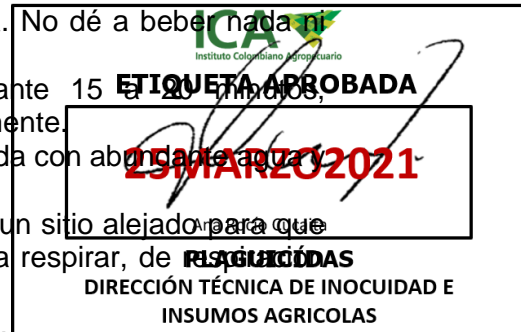 . No dé a beber nada ni
ICA
Instituto Colombiano Agropecuario
ante 15 a 20 minutos,
ETIQUETA APROBADA
mente.
da con abundante agua y
25MARZO2021
un sitio alejado para que
a respirar, de respiración
PLAGUICIDAS
DIRECCIÓN TÉCNICA DE INOCUIDAD E
INSUMOS AGRICOLAS